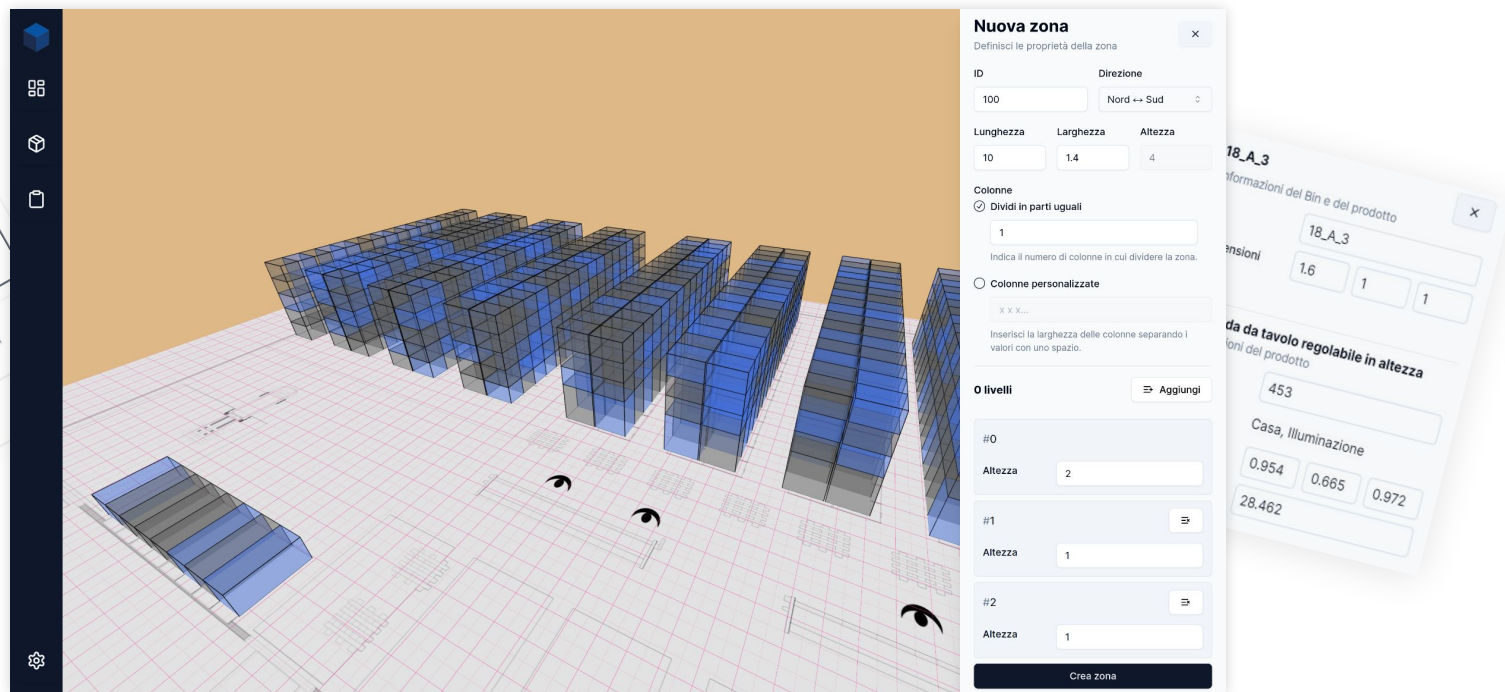 Nuova zona
Definisci le proprietà della zona
ID
Direzione
100
Nord ↔ Sud
Lunghezza
Larghezza
Altezza
10
1.4
4
Colonne
Dividi in parti uguali
1
Indica il numero di colonne in cui dividere la zona.
Colonne personalizzate
x x x...
Inserisci la larghezza delle colonne separando i
valori con uno spazio.
0 livelli
Aggiungi
#0
Altezza
2
#1
Altezza
1
#2
Altezza
1
Crea zona
18_A_3
del Bin e del prodotto
18_A_3
1.6
1
1
da tavolo regolabile in altezza
del prodotto
453
Casa, Illuminazione
0.954
0.665
0.972
28.462